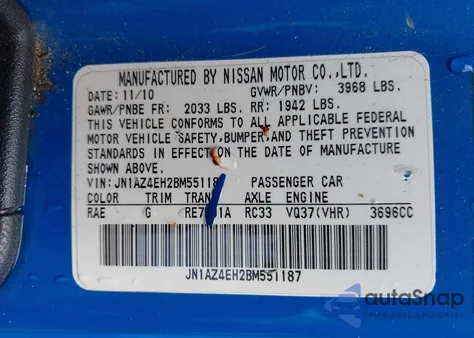 MANUFACTURED BY NISSAN MOTOR CO.,LTD.
DATE: 11/10 GVWR/PNBV: 3968 LBS.
GAWR/PNBE FR: 2033 LBS. RR: 1942 LBS.
THIS VEHICLE CONFORMS TO ALL APPLICABLE FEDERAL
MOTOR VEHICLE SAFETY,BUMPER,AND THEFT PREVENTION
STANDARDS IN EFFECT ON THE DATE OF MANUFACTURE
SHOWN ABOVE.
VIN: JN1AZ4EH2BM551187 PASSENGER CAR
COLOR TRIM TRANS AXLE ENGINE
RAE G RC33 VQ37(VHR) 3696CC
JN1AZ4EH2BM551187
autoSnap